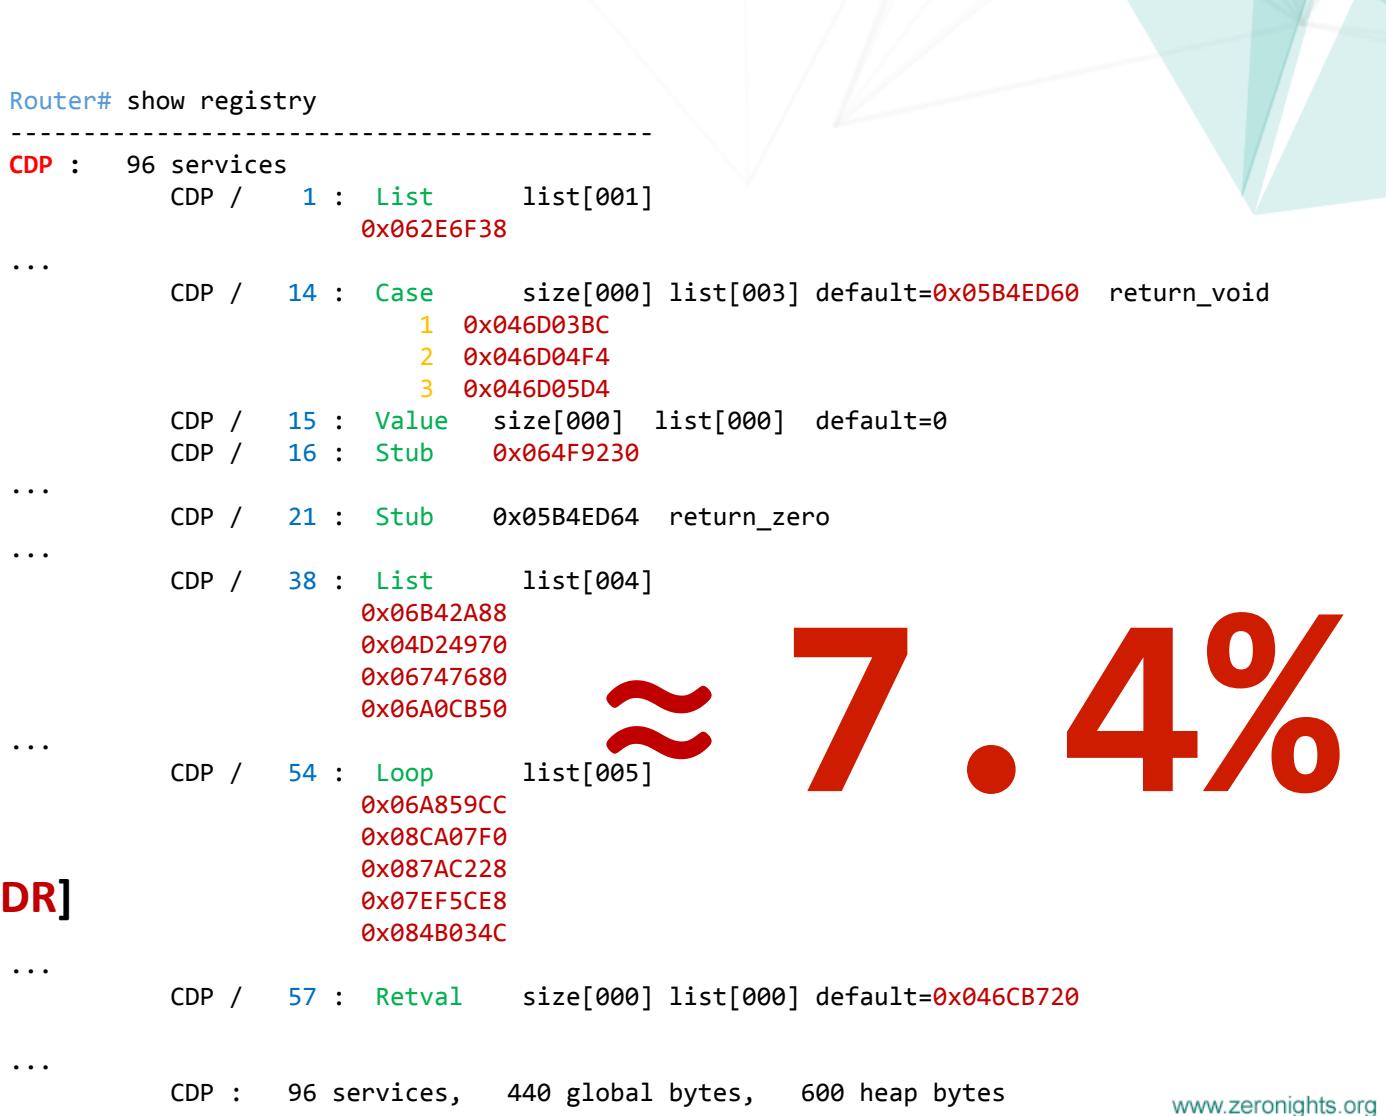 Router# show registry
--------------------------------------------
CDP :   96 services
CDP /    1 :  List      list[001]
0x062E6F38
...
CDP /   14 :  Case      size[000] list[003] default=0x05B4ED60  return_void
1  0x046D03BC
2  0x046D04F4
3  0x046D05D4
CDP /   15 :  Value   size[000]  list[000]  default=0
CDP /   16 :  Stub    0x064F9230
...
CDP /   21 :  Stub    0x05B4ED64  return_zero
...
CDP /   38 :  List      list[004]
0x06B42A88
0x04D24970
0x06747680
0x06A0CB50
≈ 7.4%
...
CDP /   54 :  Loop      list[005]
0x06A859CC
0x08CA07F0
0x087AC228
0x07EF5CE8
0x084B034C
DR]
...
CDP /   57 :  Retval    size[000] list[000] default=0x046CB720
...
CDP :   96 services,   440 global bytes,   600 heap bytes
www.zeronights.org